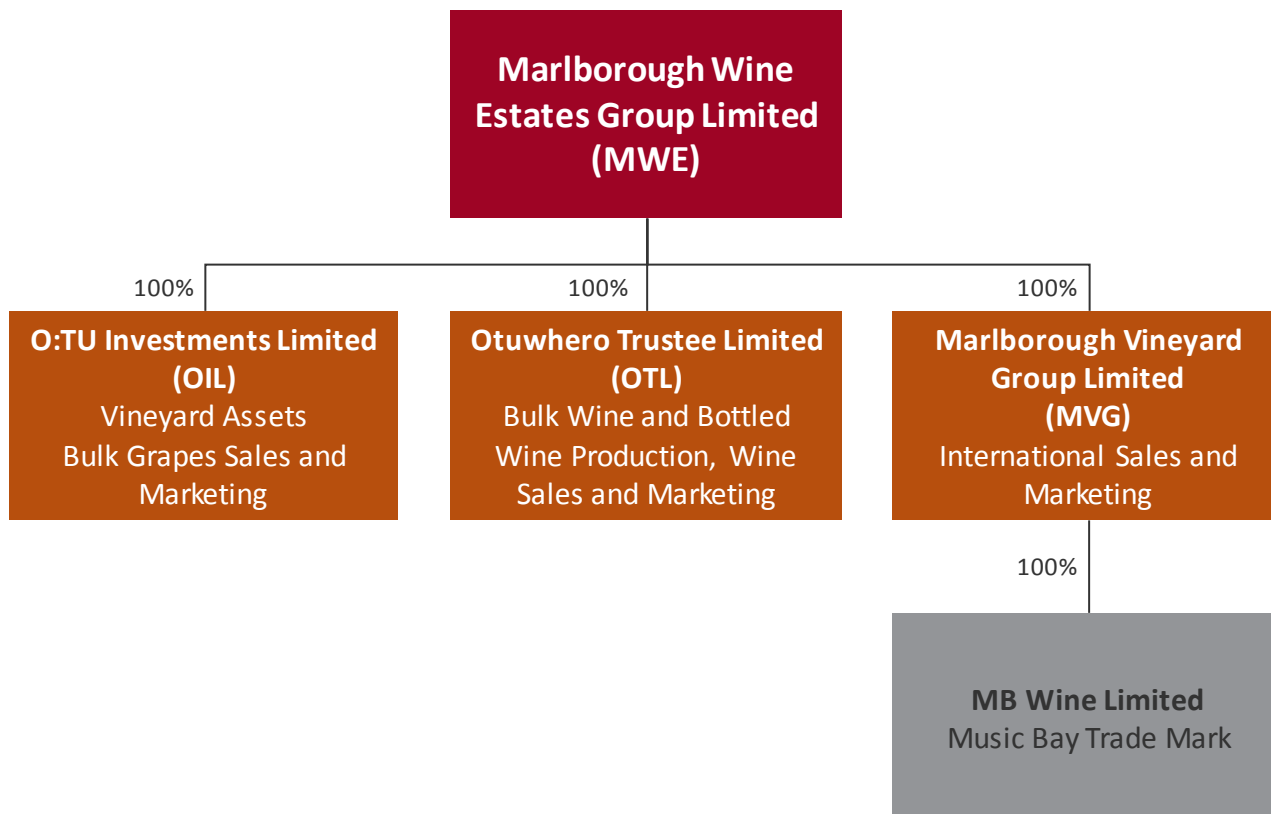 Marlborough Wine
Estates Group Limited
(MWE)
100%
100%
100%
O:TU Investments Limited
(OIL)
Vineyard Assets
Bulk Grapes Sales and
Marketing
Otuwhero Trustee Limited
(OTL)
Bulk Wine and Bottled
Wine Production, Wine
Sales and Marketing
Marlborough Vineyard
Group Limited
(MVG)
International Sales and
Marketing
100%
MB Wine Limited
Music Bay Trade Mark